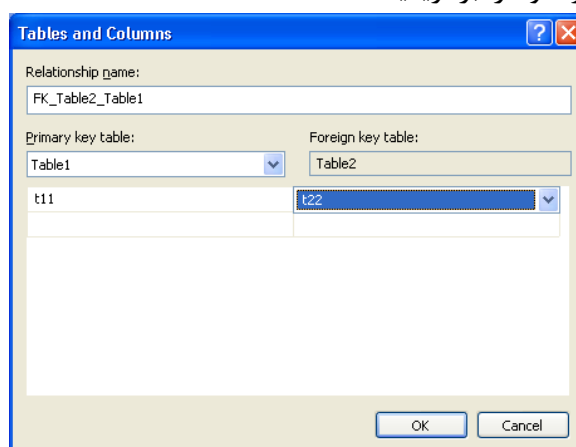 Tables and Columns
Relationship name:
FK_Table2_Table1
Primary key table: Foreign key table:
Table1 Table2
t11 t22
OK Cancel